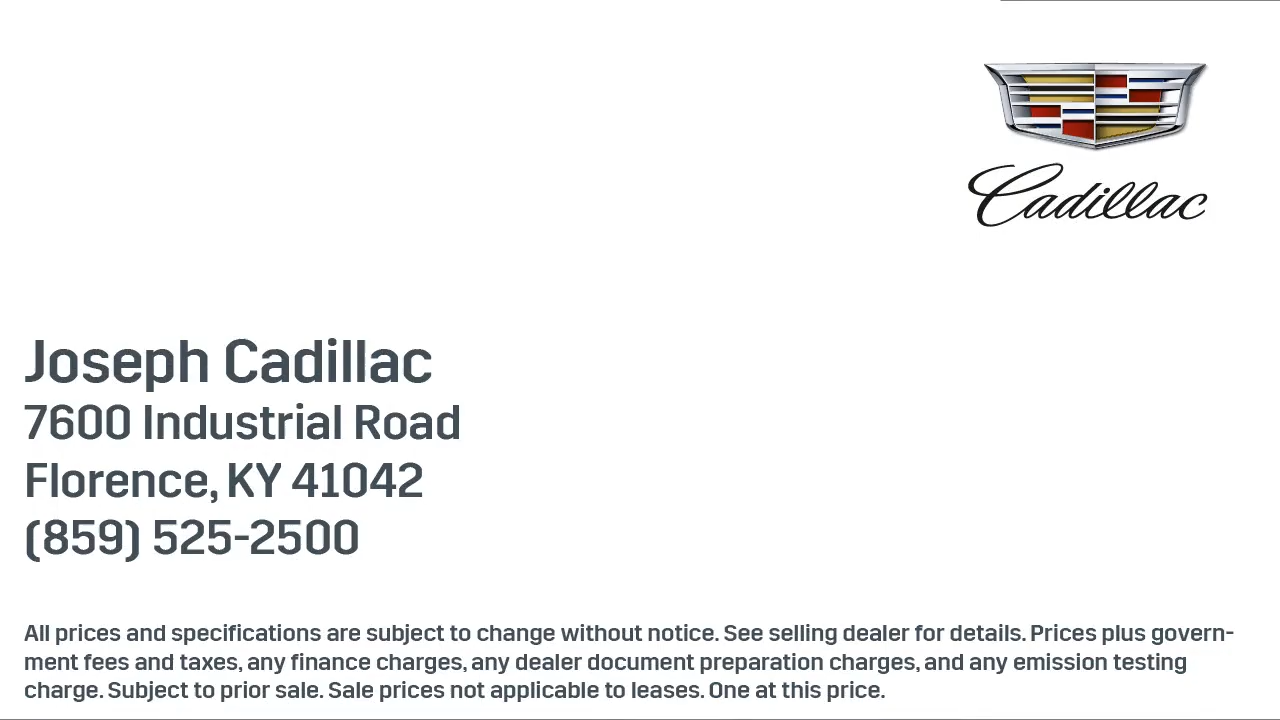 Cadillac
Joseph Cadillac
7600 Industrial Road
Florence, KY 41042
(859) 525-2500
All prices and specifications are subject to change without notice. See selling dealer for details. Prices plus govern-
ment fees and taxes, any finance charges, any dealer document preparation charges, and any emission testing
charge. Subject to prior sale. Sale prices not applicable to leases. One at this price.